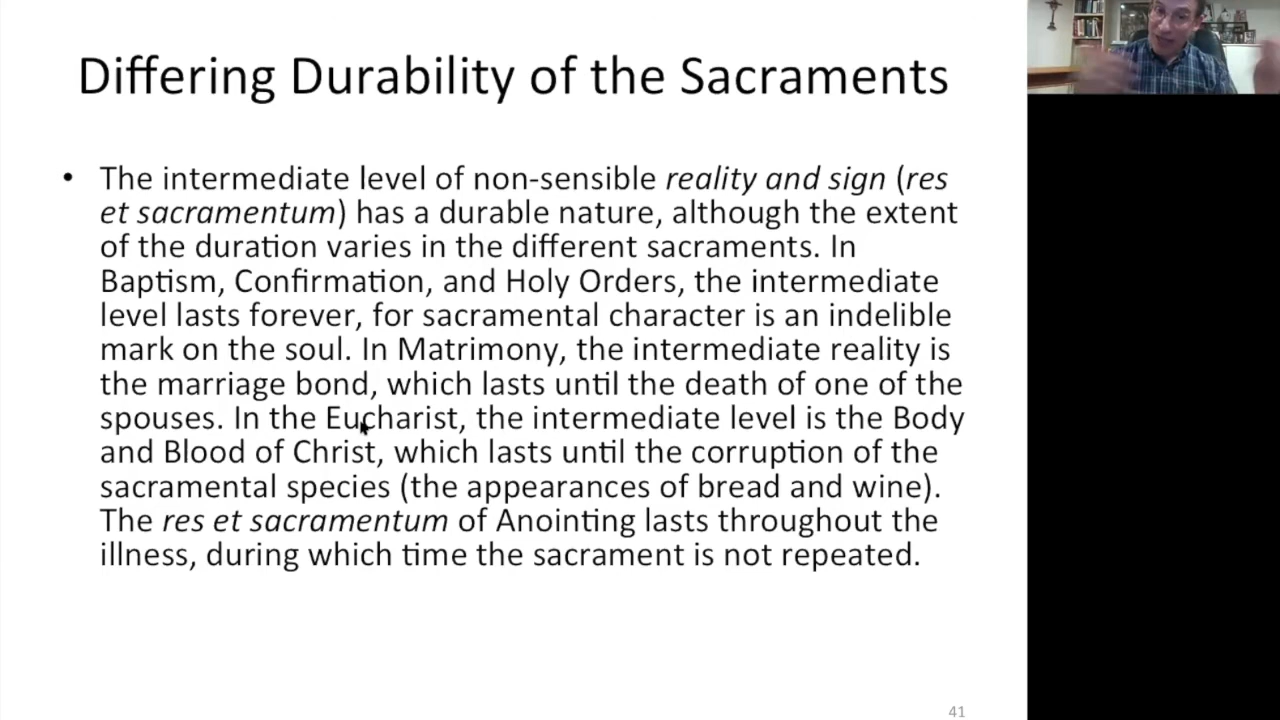 Differing Durability of the Sacraments
• The intermediate level of non-sensible reality and sign (res
et sacramentum) has a durable nature, although the extent
of the duration varies in the different sacraments. In
Baptism, Confirmation, and Holy Orders, the intermediate
level lasts forever, for sacramental character is an indelible
mark on the soul. In Matrimony, the intermediate reality is
the marriage bond, which lasts until the death of one of the
spouses. In the Eucharist, the intermediate level is the Body
and Blood of Christ, which lasts until the corruption of the
sacramental species (the appearances of bread and wine).
The res et sacramentum of Anointing lasts throughout the
illness, during which time the sacrament is not repeated.
41